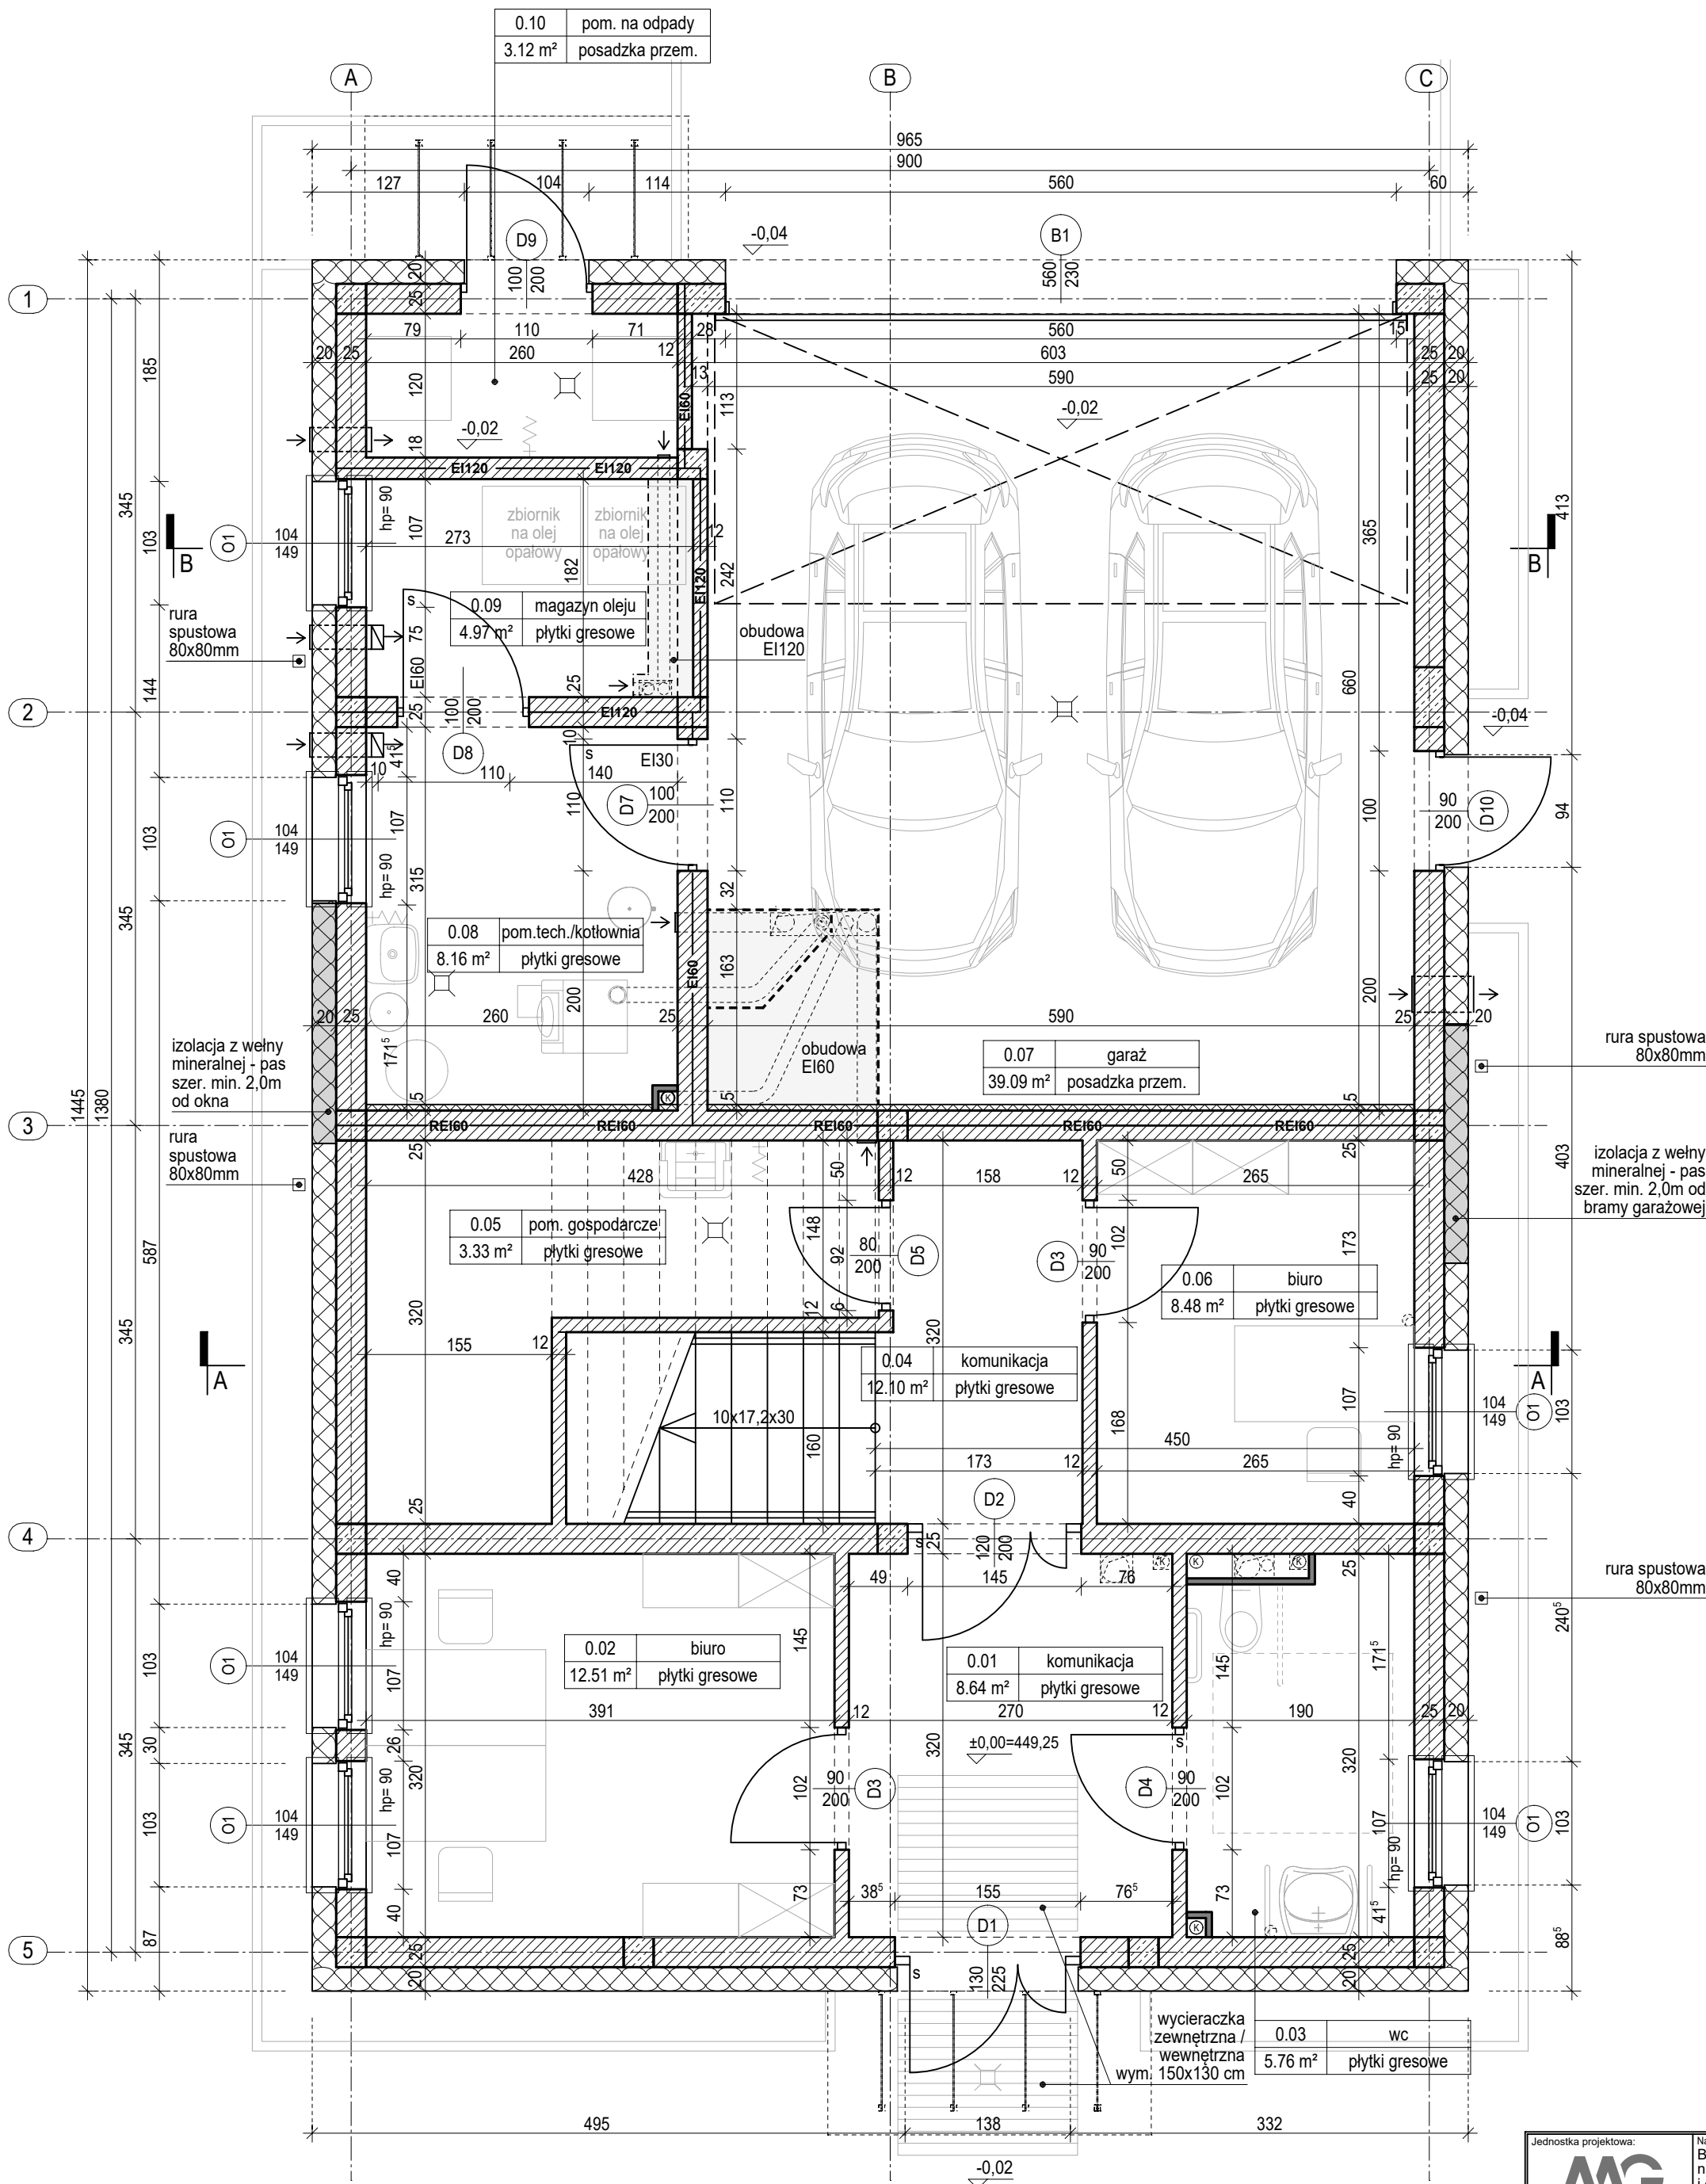 0.10 pom. na odpady
3.12 m² posadzka przem.
A B C
965
900
127 104 114 560 60
D9
100
200
-0,04
B1
560
230
1
20
25
79 110 71 28 560 15
20 25 260 12 603 25 20
13 590 25 20
185
120
113
EI60
-0,02
-0,02
18
EI120 EI120
345
413
hp= 90
107
zbiornik
na olej
opałowy
zbiornik
na olej
opałowy
12
365
O1
104
149
103
273
182
242
EI120
B
B
s
0.09 magazyn oleju
4.97 m² płytki gresowe
rura
spustowa
80x80mm
75
EI60
obudowa
EI120
144
25
660
2
25
100
200
EI120
-0,04
D8
10
s
EI30
41⁵
10 110 140
D7
100
200
110
110
100
90
200
D10
94
O1
104
149
103
107
hp= 90
315
345
32
0.08 pom.tech./kotłownia
8.16 m² płytki gresowe
EI60
163
200
200
20 25 260 25 590 25 20
izolacja z wełny
mineralnej - pas
szer. min. 2,0m
od okna
171⁵
obudowa
EI60
0.07 garaż
39.09 m² posadzka przem.
rura spustowa
80x80mm
1445
1380
K
5
5
5
3
REI60 REI60 REI60 REI60 REI60
25
25
rura
spustowa
80x80mm
50
50
428 12 158 12 265
403
izolacja z wełny
mineralnej - pas
szer. min. 2,0m od
bramy garażowej
0.05 pom. gospodarcze
3.33 m² płytki gresowe
148
92
80
200
D5
D3
90
200
102
173
587
0.06 biuro
8.48 m² płytki gresowe
320
12
6
320
345
155 12
0.04 komunikacja
12.10 m² płytki gresowe
A
A
10x17,2x30
160
168
107
104
149
O1
103
450
173 12 265
hp= 90
25
D2
40
4
s
25
120
200
25
K K K
49 145 76
rura spustowa
80x80mm
40
hp= 90
240⁵
0.02 biuro
12.51 m² płytki gresowe
145
0.01 komunikacja
8.64 m² płytki gresowe
145
171⁵
O1
104
149
103
107
391 12 270 12 190 25 20
30
26
±0,00=449,25
s
345
320
320
320
hp= 90
90
200
D3
D4
90
200
102
102
O1
104
149
103
107
107
hp= 90
104
149
O1
103
73
38⁵ 155 76⁵
73
41⁵
40
D1
K
87
88⁵
5
25
20
25
20
s
130
225
wycieraczka
zewnętrzna /
wewnętrzna
wym. 150x130 cm
0.03 wc
5.76 m² płytki gresowe
495 138 332
-0,02
Jednostka projektowa: